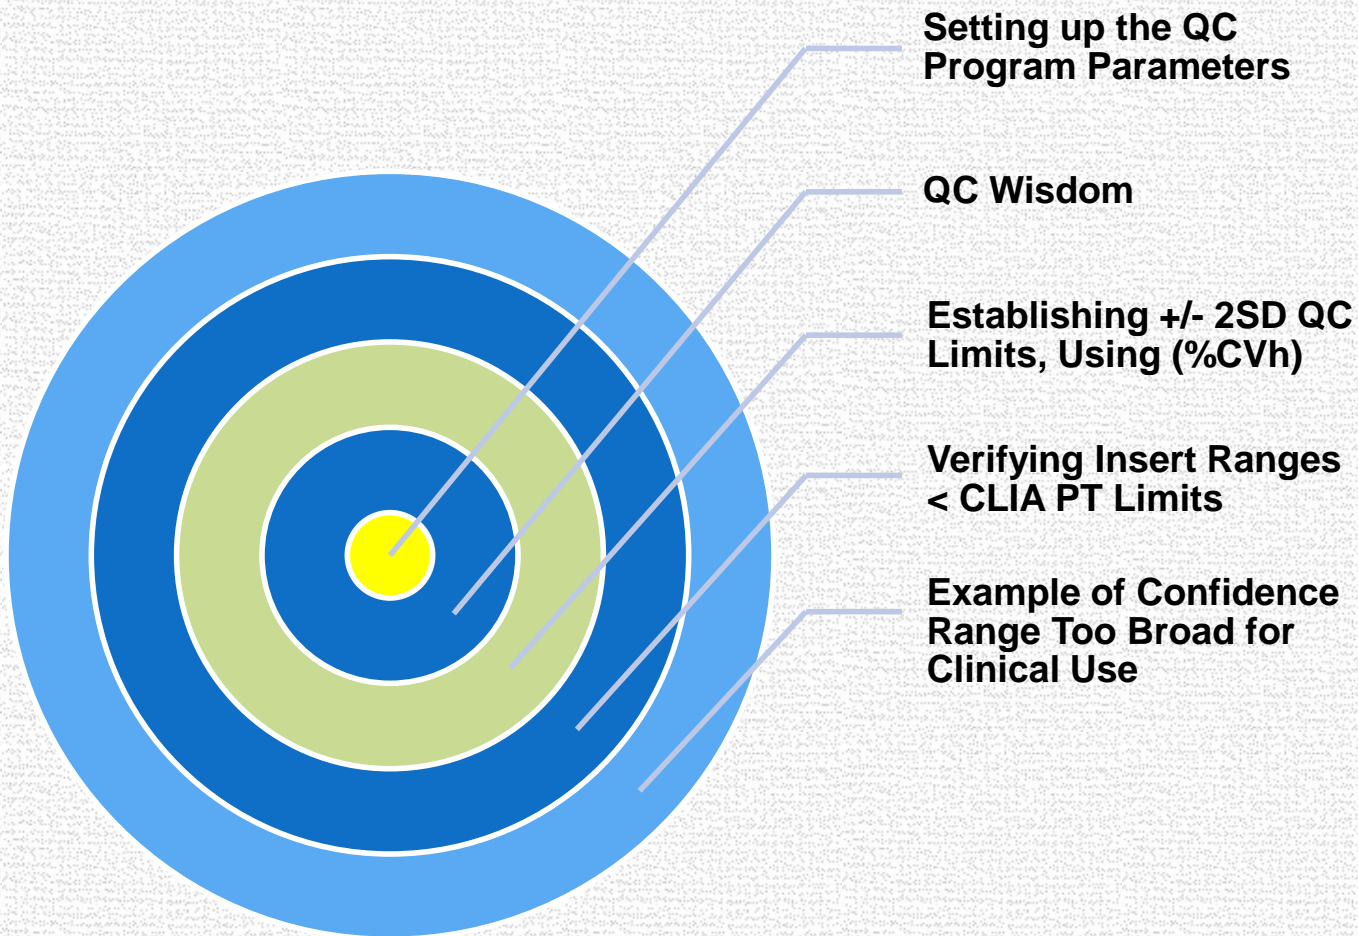 Setting up the QC
Program Parameters
QC Wisdom
Establishing +/- 2SD QC
Limits, Using (%CVh)
Verifying Insert Ranges
< CLIA PT Limits
Example of Confidence
Range Too Broad for
Clinical Use